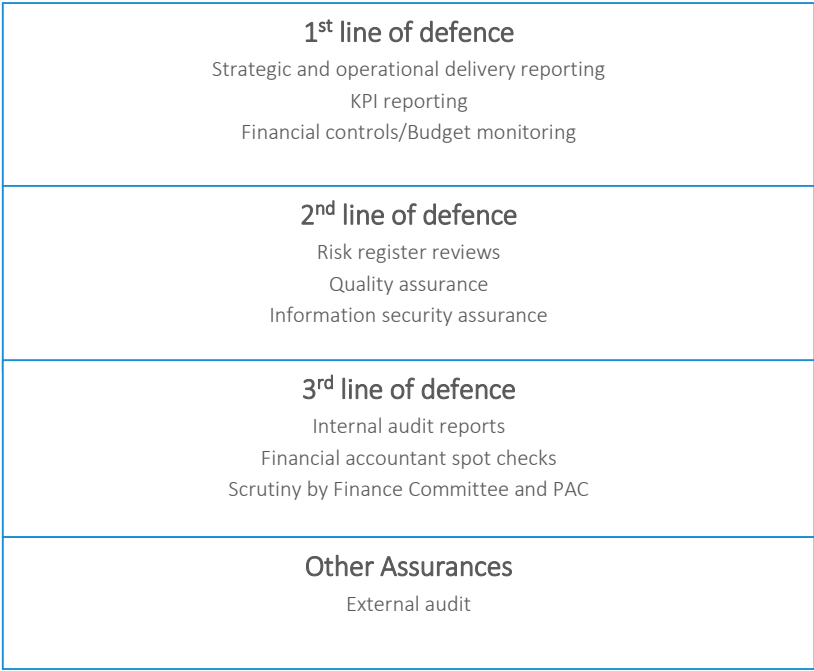 1st line of defence
Strategic and operational delivery reporting
KPI reporting
Financial controls/Budget monitoring
2nd line of defence
Risk register reviews
Quality assurance
Information security assurance
3rd line of defence
Internal audit reports
Financial accountant spot checks
Scrutiny by Finance Committee and PAC
Other Assurances
External audit